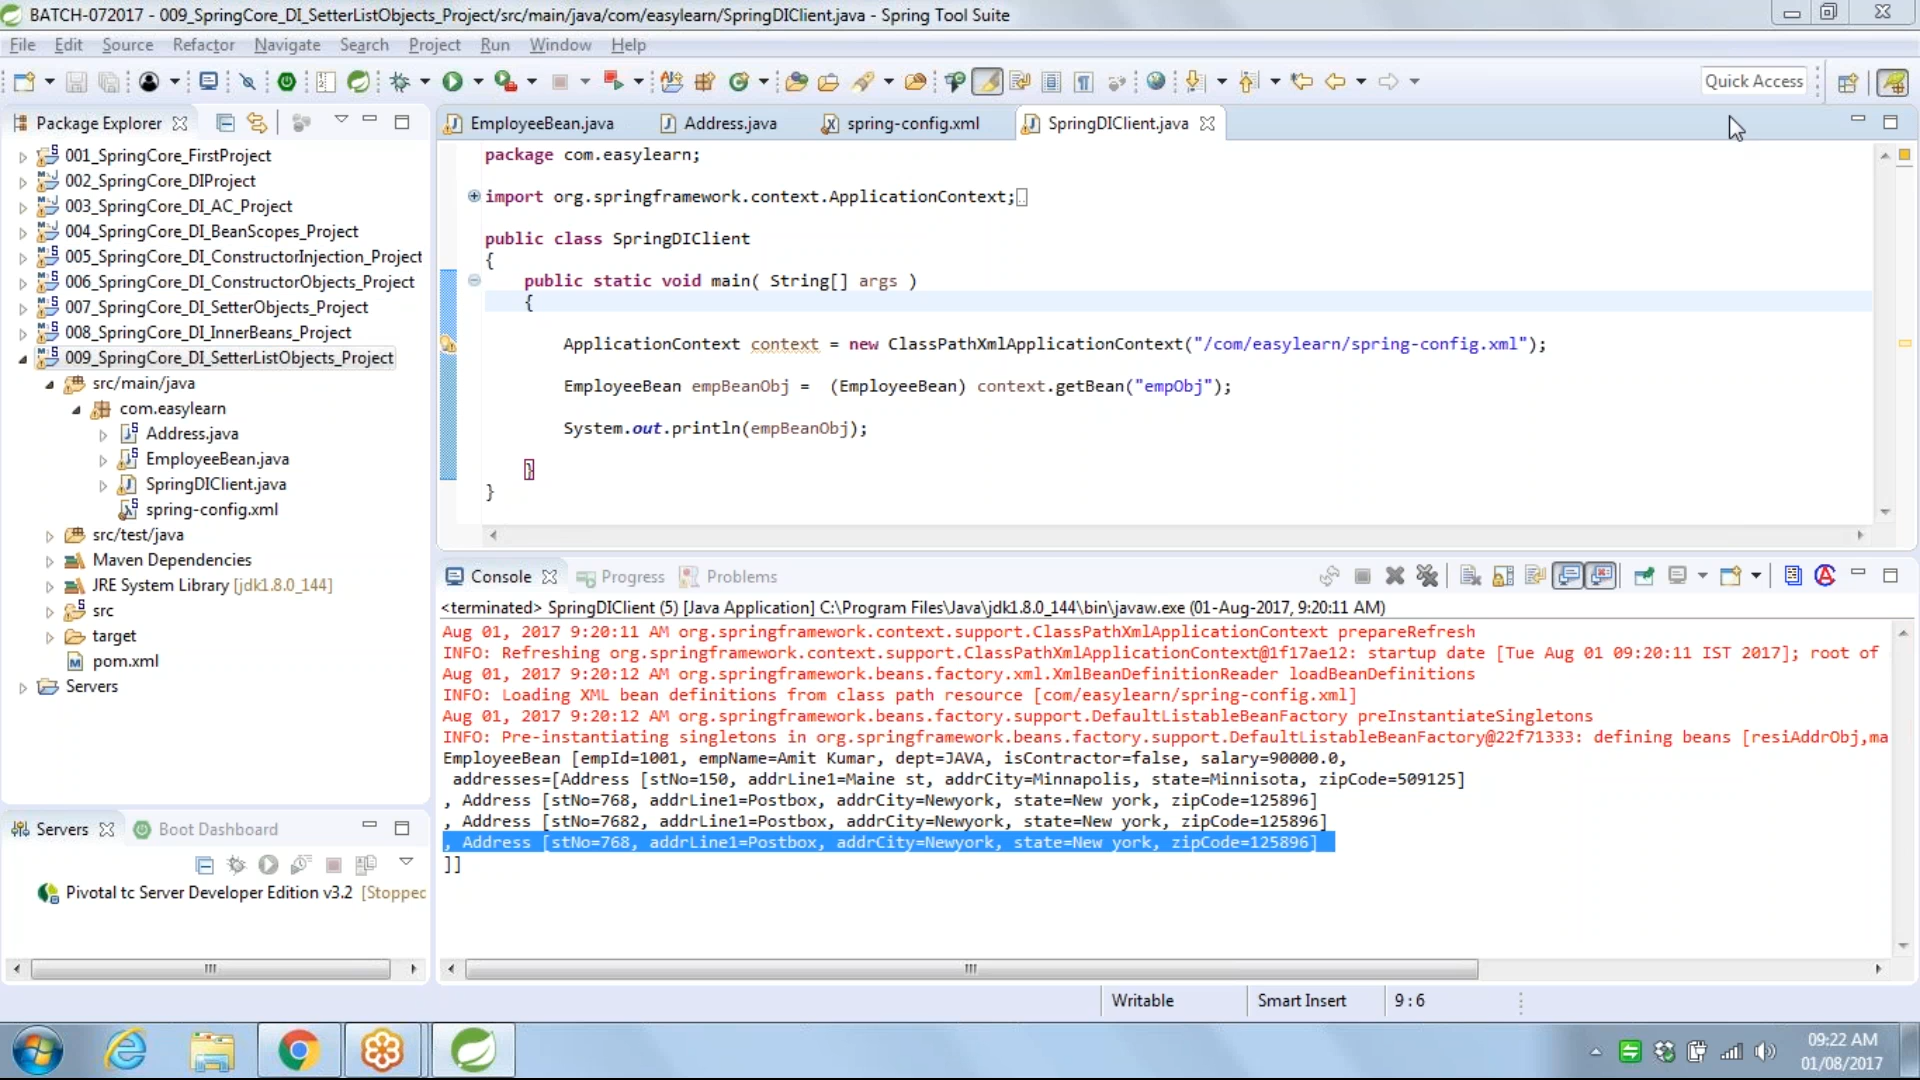 BATCH-072017 - 009_SpringCore_DI_SetterListObjects_Project/src/main/java/com/easylearn/SpringDIClient.java - Spring Tool Suite
File Edit Source Refactor Navigate Search Project Run Window Help
Quick Access
Package Explorer
001_SpringCore_FirstProject
002_SpringCore_DIProject
003_SpringCore_DI_AC_Project
004_SpringCore_DI_BeanScopes_Project
005_SpringCore_DI_ConstructorInjection_Project
006_SpringCore_DI_ConstructorObjects_Project
007_SpringCore_DI_SetterObjects_Project
008_SpringCore_DI_InnerBeans_Project
009_SpringCore_DI_SetterListObjects_Project
src/main/java
com.easylearn
Address.java
EmployeeBean.java
SpringDIClient.java
spring-config.xml
src/test/java
Maven Dependencies
JRE System Library [jdk1.8.0_144]
src
target
pom.xml
Servers
EmployeeBean.java Address.java spring-config.xml SpringDIClient.java
package com.easylearn;
import org.springframework.context.ApplicationContext;
public class SpringDIClient
{
public static void main( String[] args )
{
ApplicationContext context = new ClassPathXmlApplicationContext("/com/easylearn/spring-config.xml");
EmployeeBean empBeanObj =  (EmployeeBean) context.getBean("empObj");
System.out.println(empBeanObj);
}
}
Console Progress Problems
<terminated> SpringDIClient (5) [Java Application] C:\Program Files\Java\jdk1.8.0_144\bin\javaw.exe (01-Aug-2017, 9:20:11 AM)
Aug 01, 2017 9:20:11 AM org.springframework.context.support.ClassPathXmlApplicationContext prepareRefresh
INFO: Refreshing org.springframework.context.support.ClassPathXmlApplicationContext@1f17ae12: startup date [Tue Aug 01 09:20:11 IST 2017]; root of
Aug 01, 2017 9:20:12 AM org.springframework.beans.factory.xml.XmlBeanDefinitionReader loadBeanDefinitions
INFO: Loading XML bean definitions from class path resource [com/easylearn/spring-config.xml]
Aug 01, 2017 9:20:12 AM org.springframework.beans.factory.support.DefaultListableBeanFactory preInstantiateSingletons
INFO: Pre-instantiating singletons in org.springframework.beans.factory.support.DefaultListableBeanFactory@22f71333: defining beans [resiAddrObj,ma
EmployeeBean [empId=1001, empName=Amit Kumar, dept=JAVA, isContractor=false, salary=90000.0,
addresses=[Address [stNo=150, addrLine1=Maine st, addrCity=Minnapolis, state=Minnisota, zipCode=509125]
, Address [stNo=768, addrLine1=Postbox, addrCity=Newyork, state=New york, zipCode=125896]
, Address [stNo=7682, addrLine1=Postbox, addrCity=Newyork, state=New york, zipCode=125896]
, Address [stNo=768, addrLine1=Postbox, addrCity=Newyork, state=New york, zipCode=125896]
]]
Servers Boot Dashboard
Pivotal tc Server Developer Edition v3.2 [Stopped
Writable Smart Insert 9 : 6
09:22 AM
01/08/2017